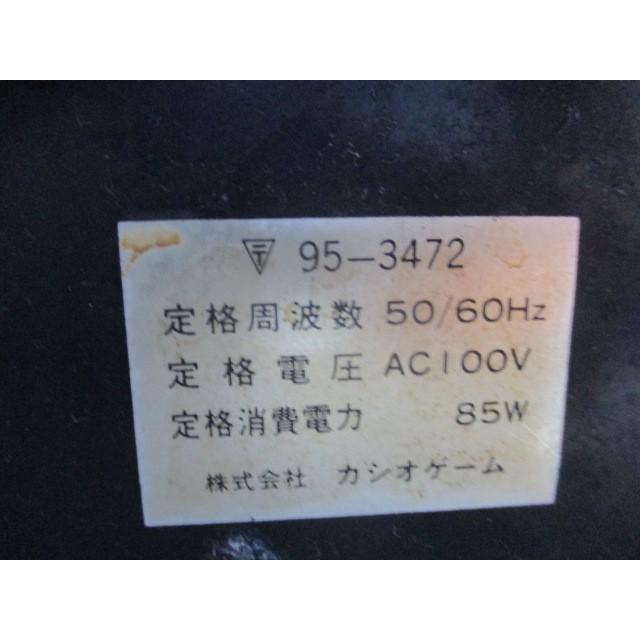 〒 95-3472
定格周波数 50/60Hz
定格電圧 AC100V
定格消費電力 85W
株式会社 カシオゲーム